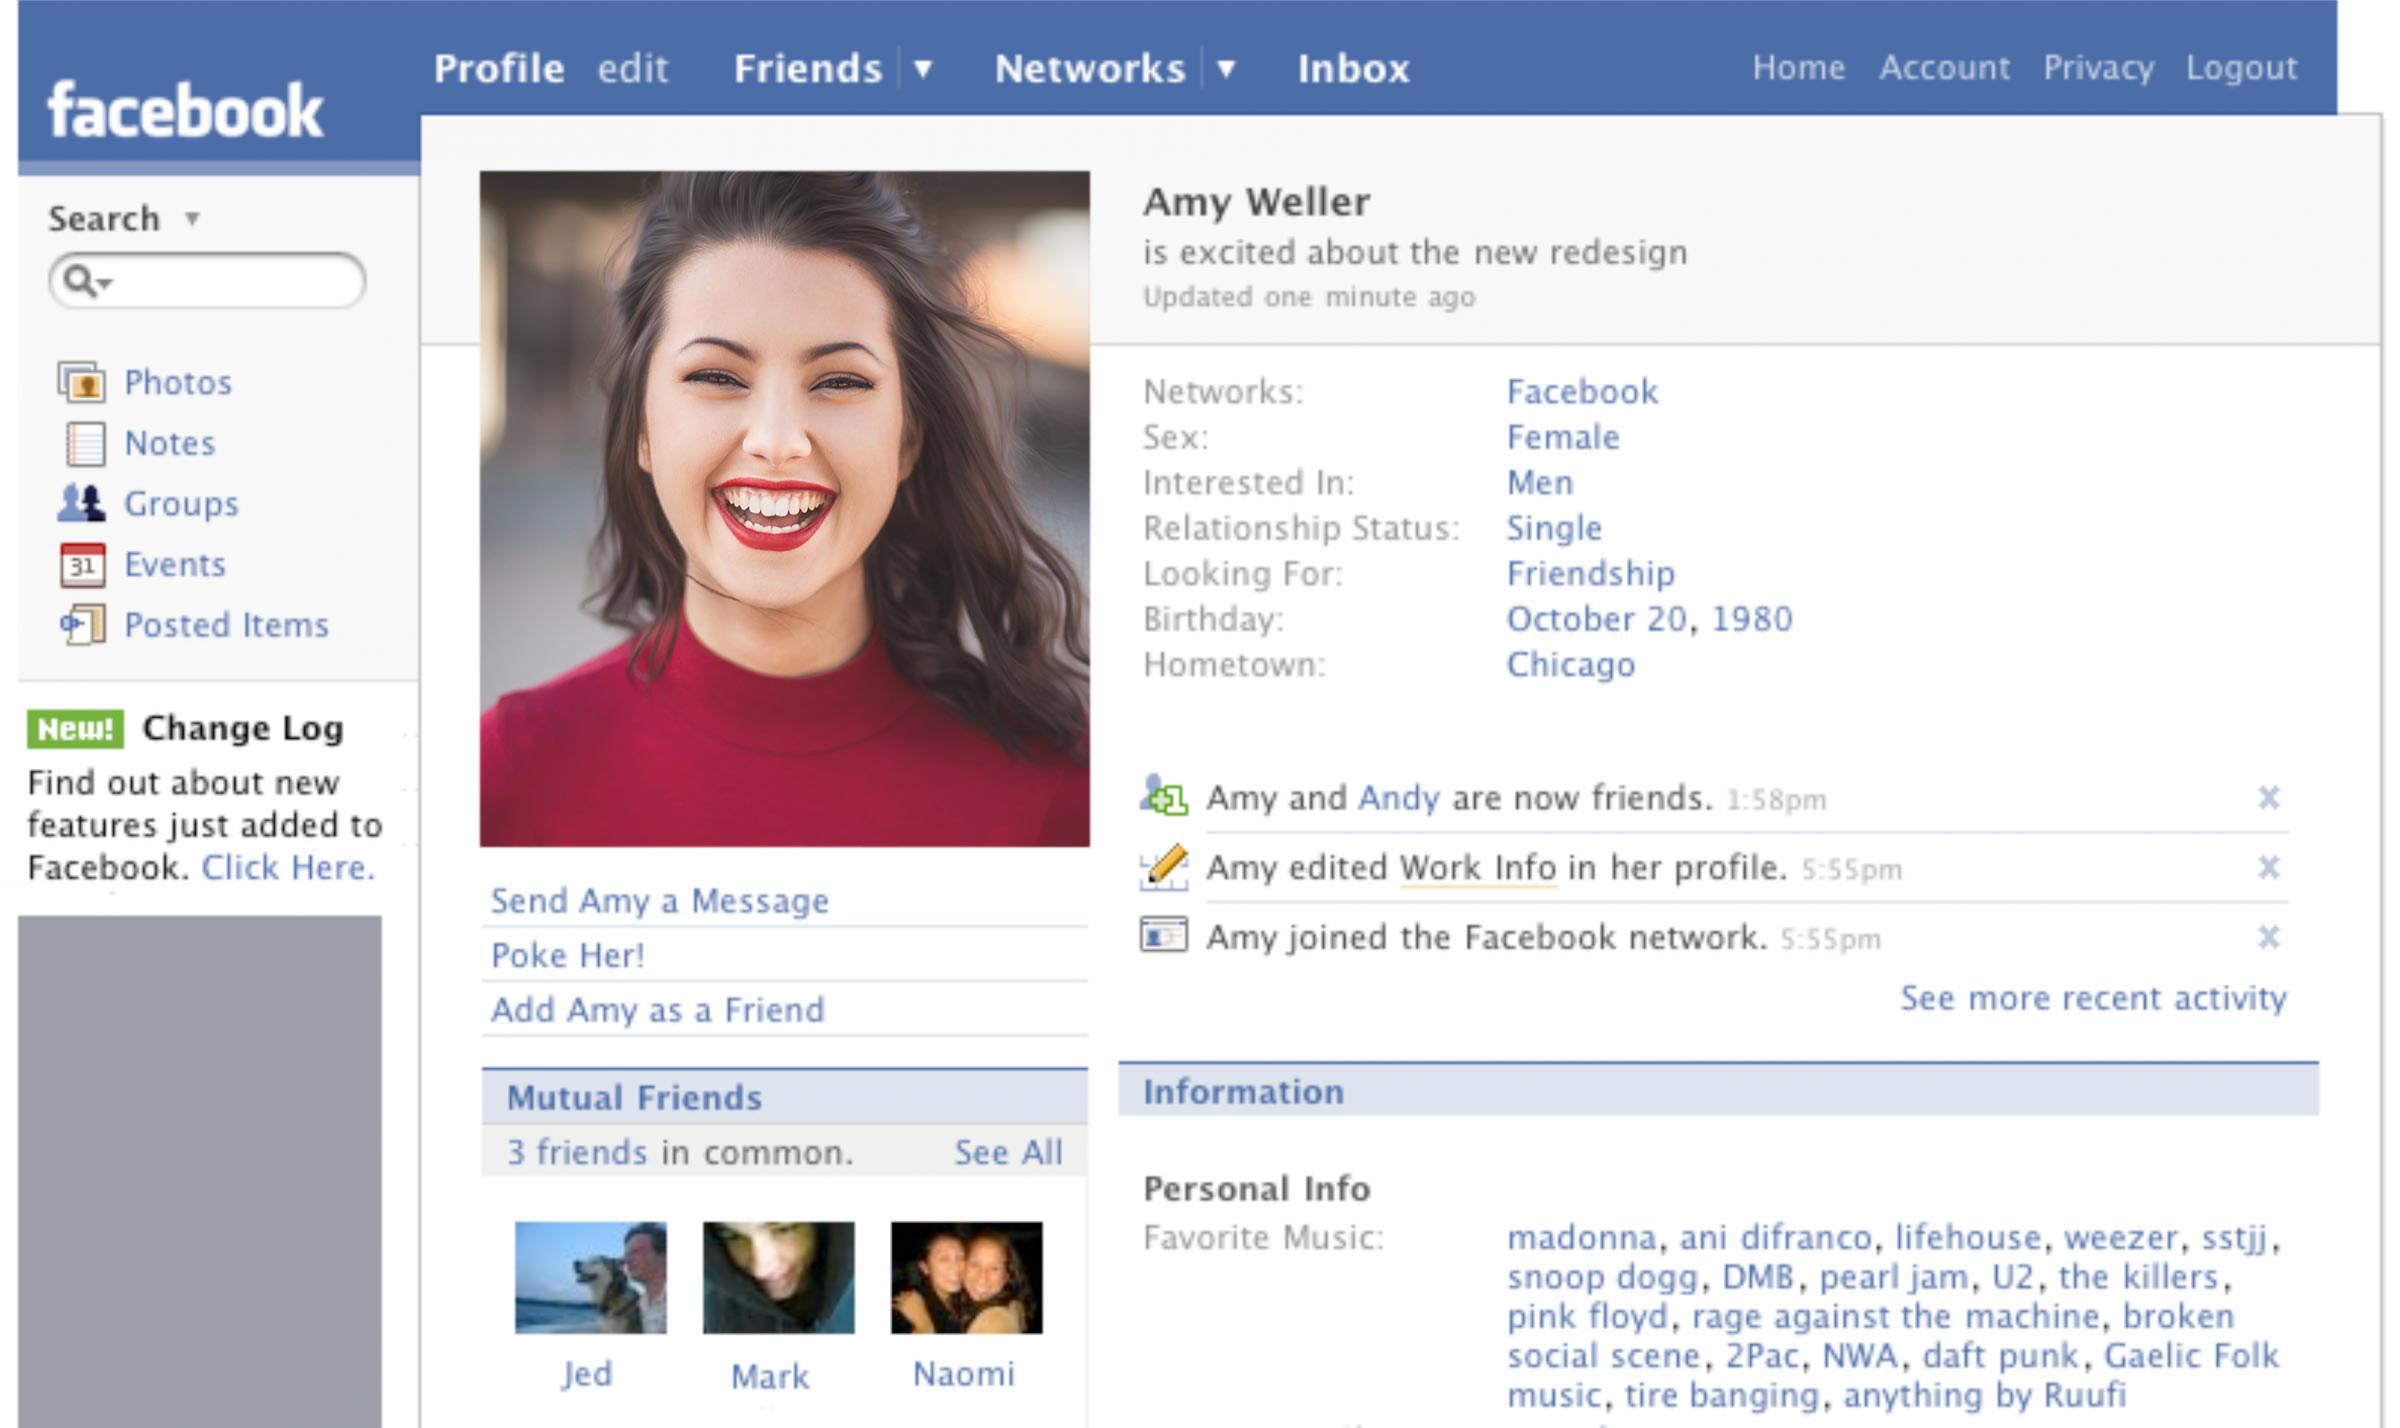 facebook
Profile edit Friends ▼ Networks ▼ Inbox
Home Account Privacy Logout
Search ▼
Photos
Notes
Groups
31 Events
Posted Items
New! Change Log
Find out about new
features just added to
Facebook. Click Here.
Amy Weller
is excited about the new redesign
Updated one minute ago
Networks: Facebook
Sex: Female
Interested In: Men
Relationship Status: Single
Looking For: Friendship
Birthday: October 20, 1980
Hometown: Chicago
Amy and Andy are now friends. 1:58pm
Amy edited Work Info in her profile. 5:55pm
Amy joined the Facebook network. 5:55pm
See more recent activity
Send Amy a Message
Poke Her!
Add Amy as a Friend
Mutual Friends
3 friends in common. See All
Jed Mark Naomi
Information
Personal Info
Favorite Music: madonna, ani difranco, lifehouse, weezer, sstjj,
snoop dogg, DMB, pearl jam, U2, the killers,
pink floyd, rage against the machine, broken
social scene, 2Pac, NWA, daft punk, Gaelic Folk
music, tire banging, anything by Ruufi